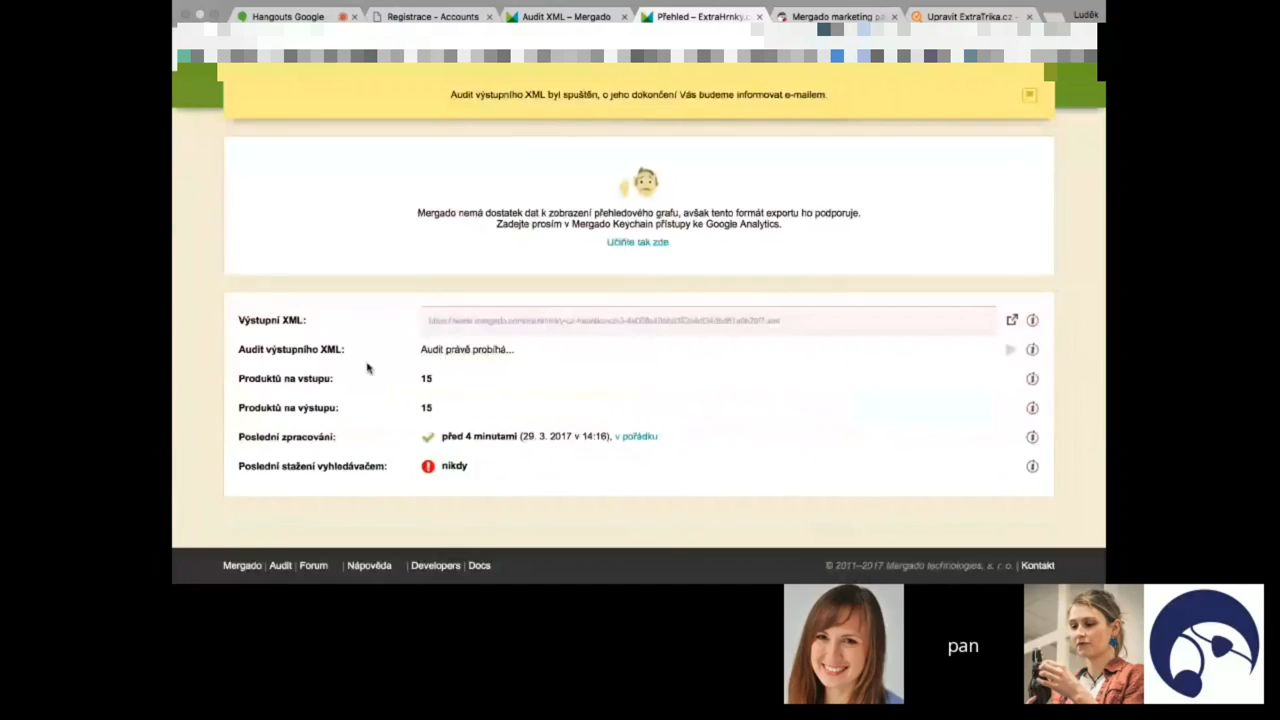 Hangouts Google
Registrace - Accounts
Audit XML – Mergado
Přehled – ExtraHrnky.c
Mergado marketing pa
Upravit ExtraTrika.cz -
Luděk
Audit výstupního XML byl spuštěn, o jeho dokončení Vás budeme informovat e-mailem.
Mergado nemá dostatek dat k zobrazení přehledového grafu, avšak tento formát exportu ho podporuje.
Zadejte prosím v Mergado Keychain přístupy ke Google Analytics.
Učiňte tak zde.
Výstupní XML:
Audit výstupního XML: Audit právě probíhá...
Produktů na vstupu: 15
Produktů na výstupu: 15
Poslední zpracování: před 4 minutami (29. 3. 2017 v 14:16), v pořádku
Poslední stažení vyhledávačem: nikdy
Mergado | Audit | Forum | Nápověda | Developers | Docs © 2011–2017 Mergado technologies, s. r. o. | Kontakt
pan